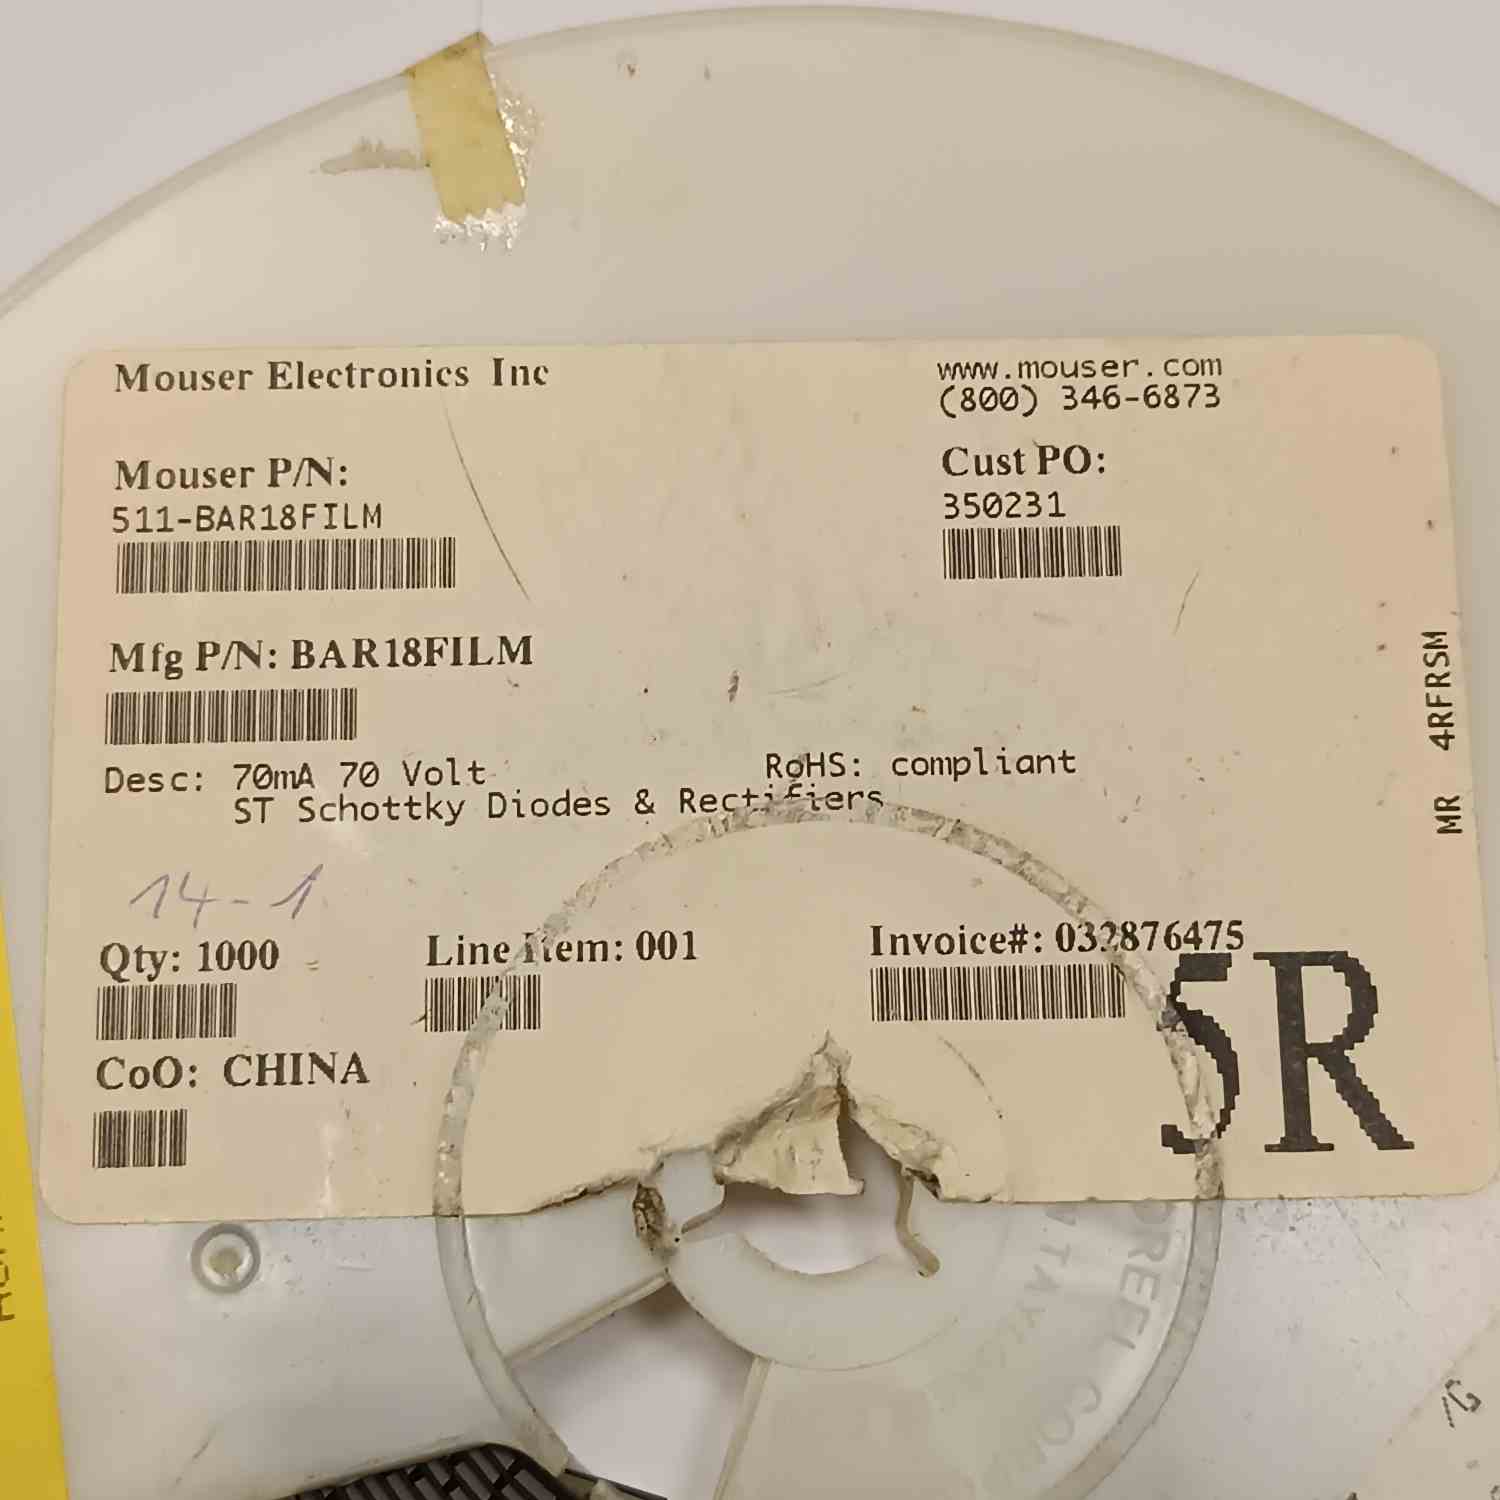 Mouser Electronics Inc
www.mouser.com
(800) 346-6873
Mouser P/N:
511-BAR18FILM
Cust PO:
350231
Mfg P/N: BAR18FILM
Desc: 70mA 70 Volt
RoHS: compliant
ST Schottky Diodes & Rectifiers
MR 4RFRSM
14-1
Qty: 1000
Line Item: 001
Invoice#: 032876475
5R
CoO: CHINA